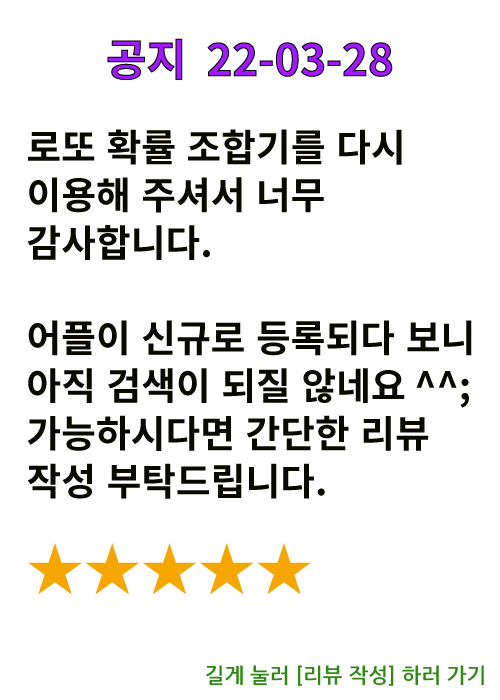 공지 22-03-28
로또 확률 조합기를 다시
이용해 주셔서 너무
감사합니다.
어플이 신규로 등록되다 보니
아직 검색이 되질 않네요 ^^;
가능하시다면 간단한 리뷰
작성 부탁드립니다.
★★★★★
길게 눌러 [리뷰 작성] 하러 가기